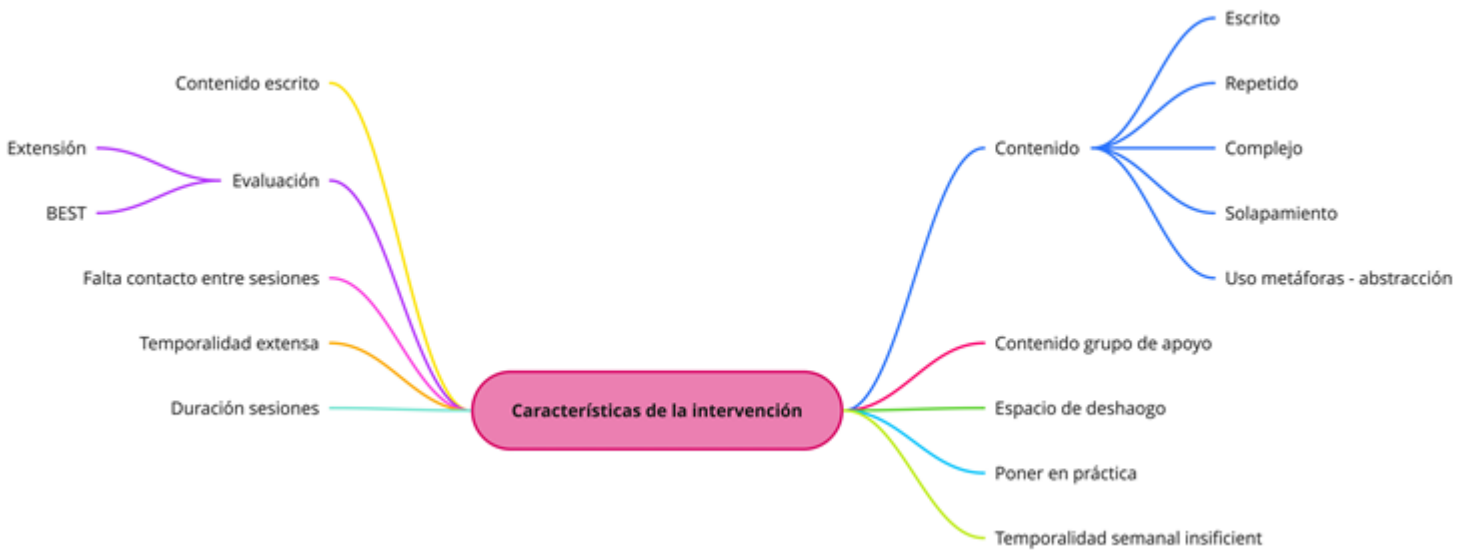 Contenido escrito
Evaluación
Extensión
BEST
Falta contacto entre sesiones
Temporalidad extensa
Duración sesiones
Características de la intervención
Contenido
Escrito
Repetido
Complejo
Solapamiento
Uso metáforas - abstracción
Contenido grupo de apoyo
Espacio de deshaogo
Poner en práctica
Temporalidad semanal insificient